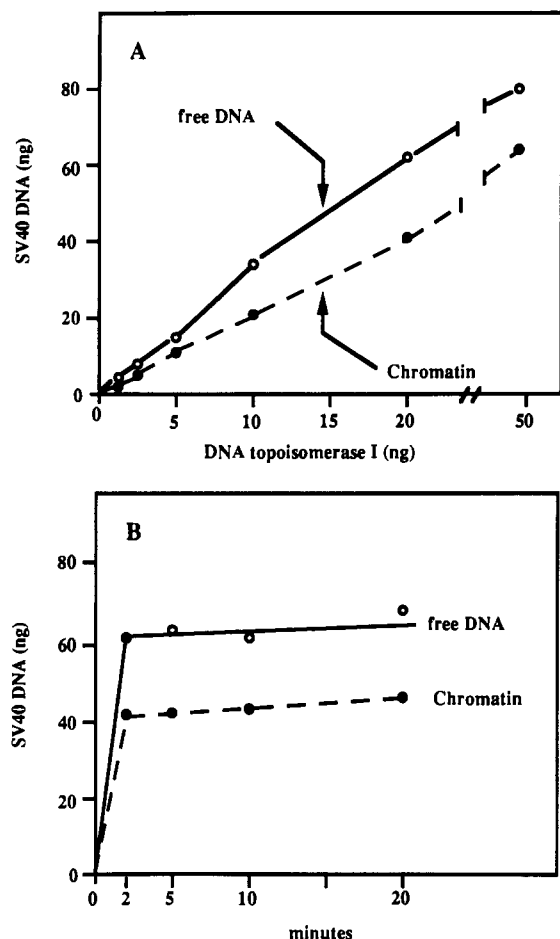 A
free DNA
Chromatin
SV40 DNA (ng)
80
60
40
20
0
0
5
10
15
20
50
DNA topoisomerase I (ng)
B
free DNA
Chromatin
SV40 DNA (ng)
80
60
40
20
0
0
2
5
10
20
minutes